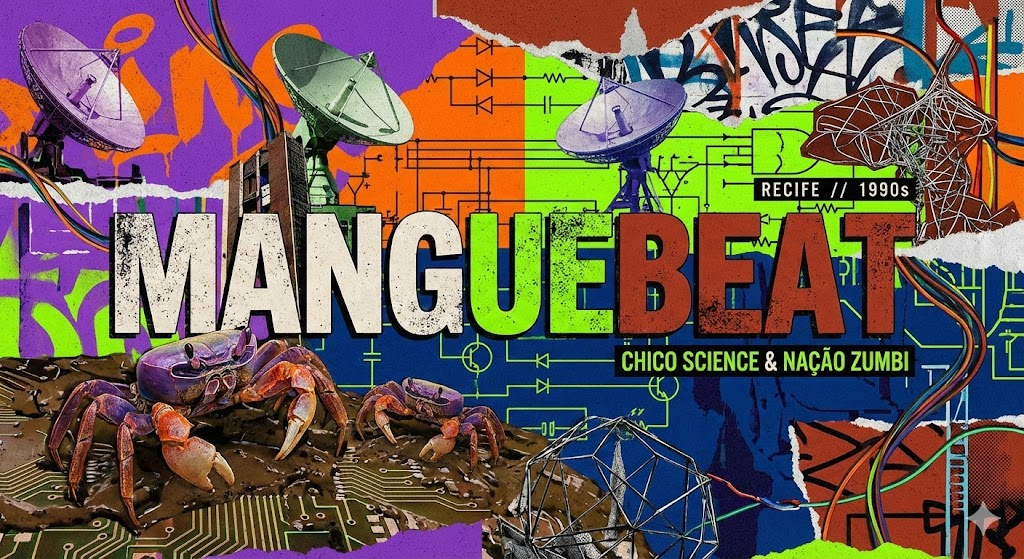 RECIFE // 1990s
MANGUEBEAT
CHICO SCIENCE & NAÇÃO ZUMBI